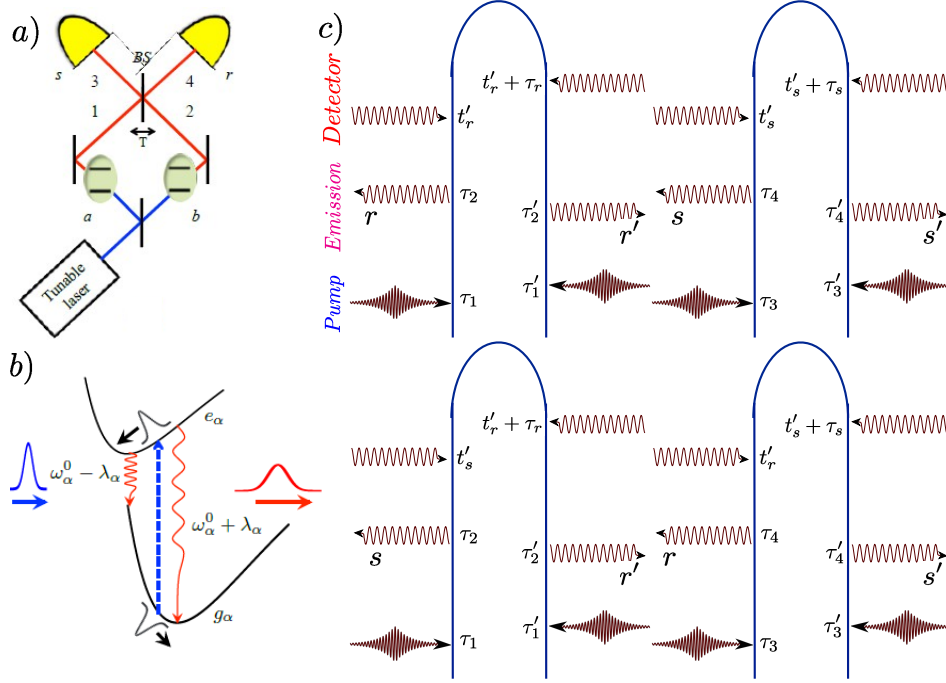 a)
BS
s
3
4
r
1
2
T
a
b
Tunable
laser
b)
e_α
ω_α^0 − λ_α
ω_α^0 + λ_α
g_α
c)
Detector
Emission
Pump
t′_r + τ_r
t′_r
τ_2
r
τ′_2
r′
τ_1
τ′_1
t′_s + τ_s
t′_s
τ_4
s
τ′_4
s′
τ_3
τ′_3
t′_r + τ_r
t′_s
τ_2
s
τ′_2
r′
τ_1
τ′_1
t′_s + τ_s
t′_r
τ_4
r
τ′_4
s′
τ_3
τ′_3